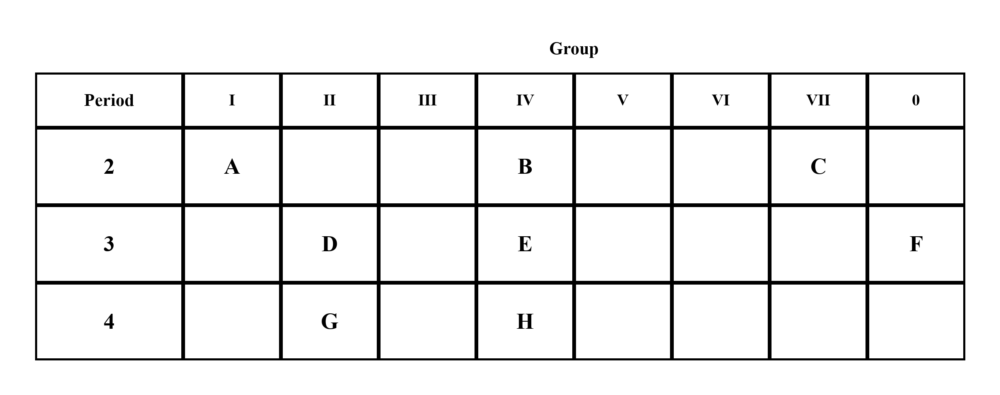 Group
Period I II III IV V VI VII 0
2 A B C
3 D E F
4 G H